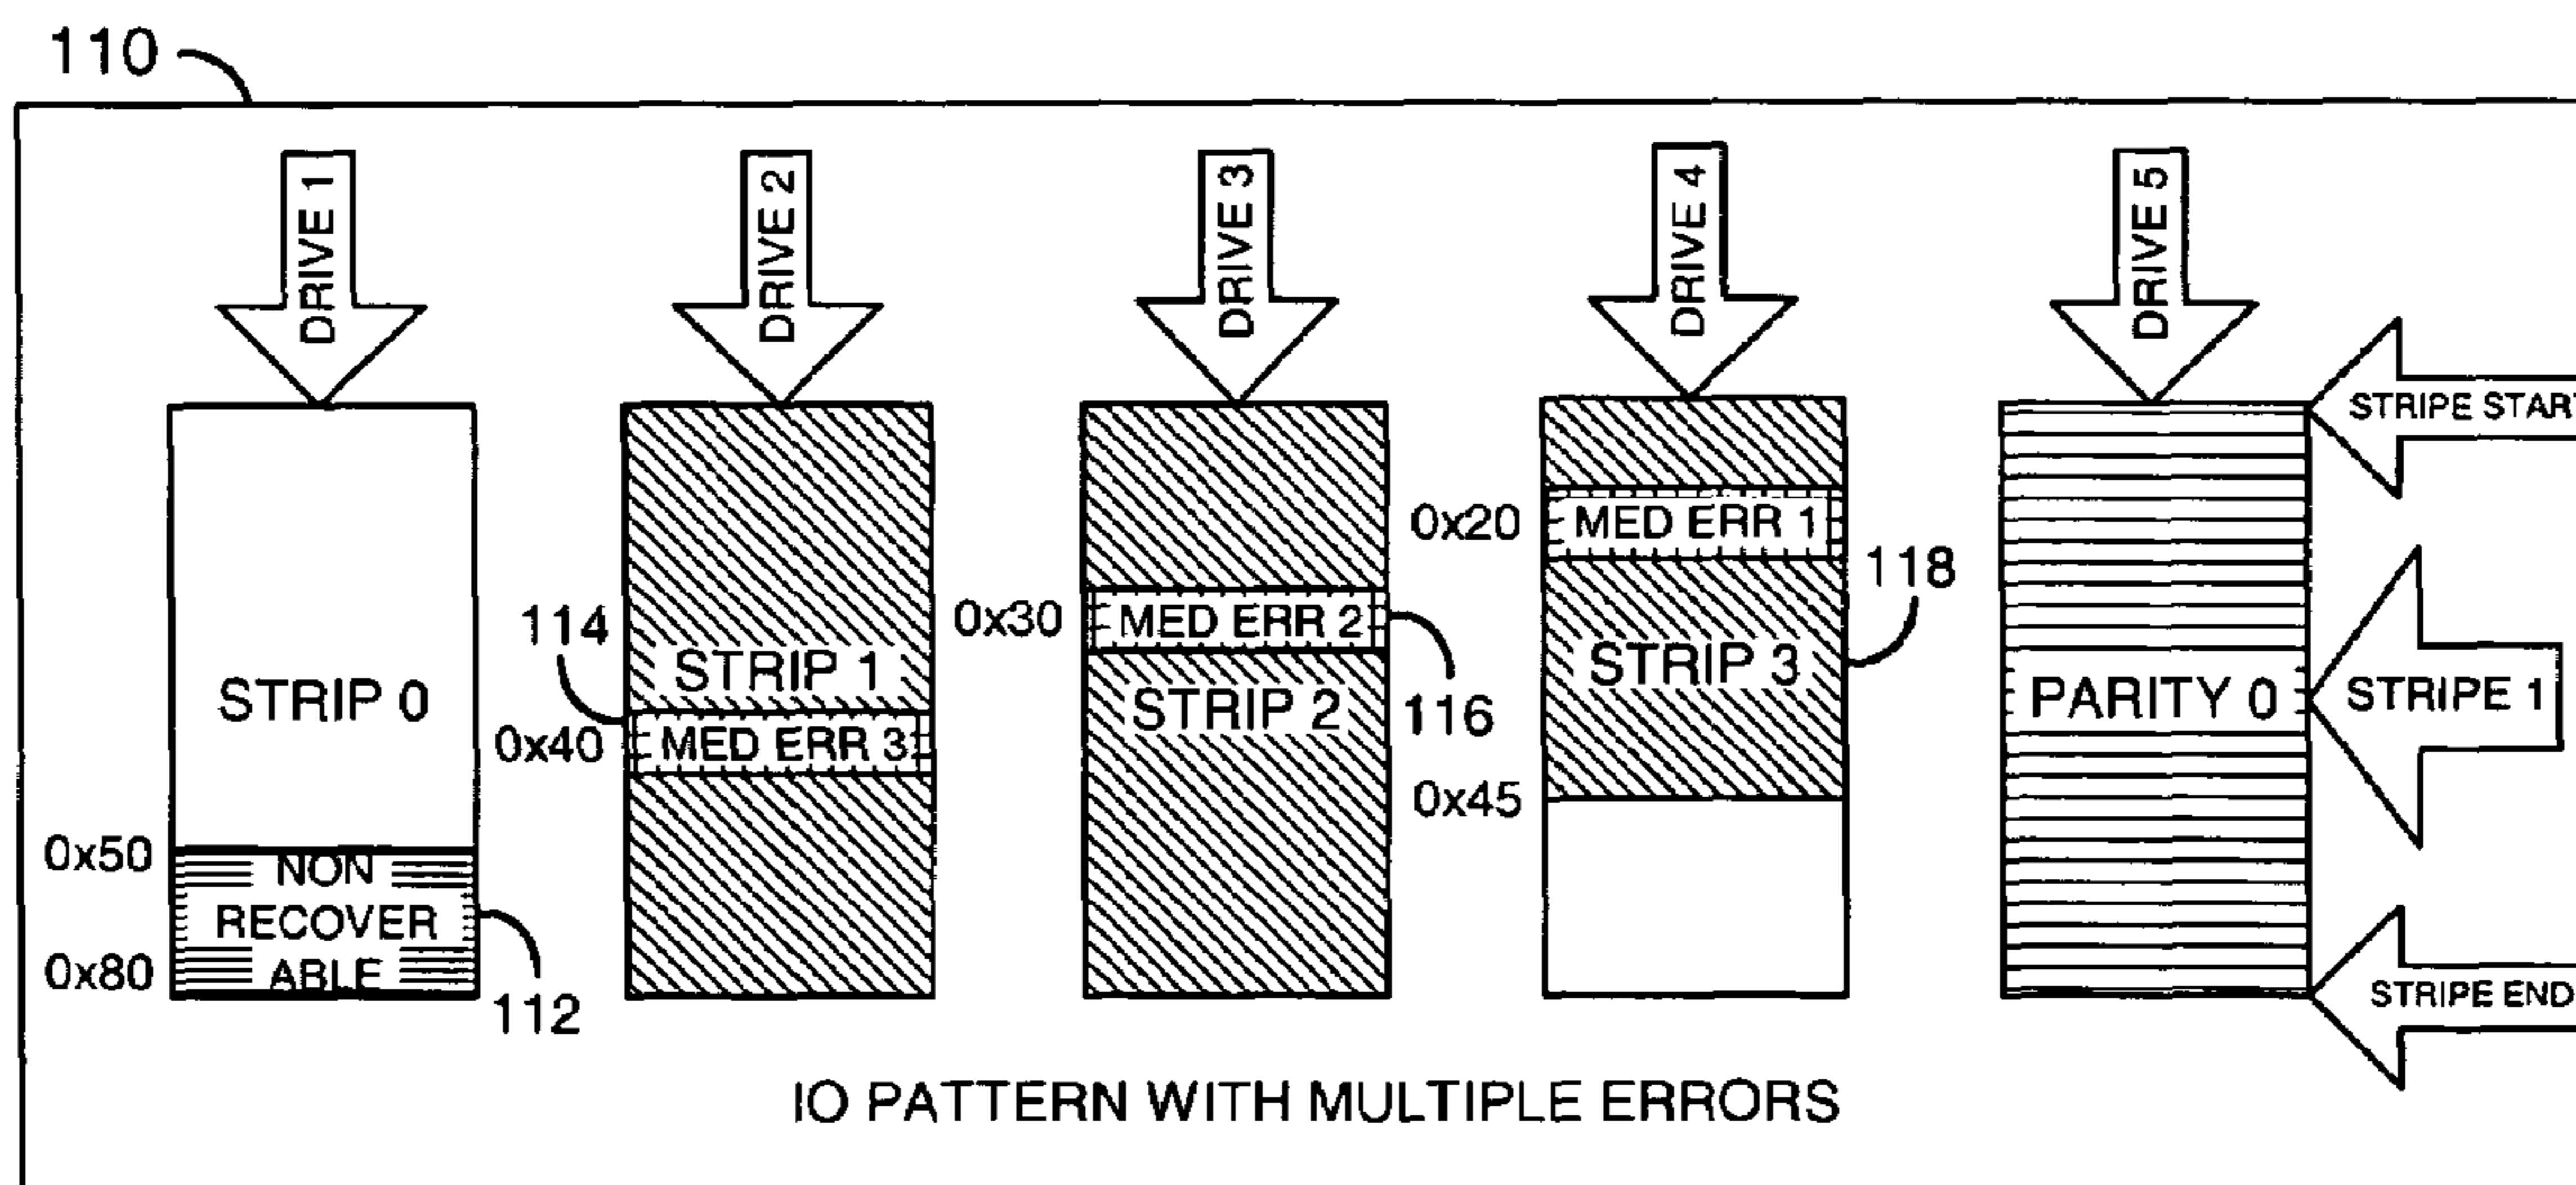 110
DRIVE 1
DRIVE 2
DRIVE 3
DRIVE 4
DRIVE 5
STRIPE START
0x20
MED ERR 1
118
0x30
MED ERR 2
116
114
STRIP 0
STRIP 1
STRIP 2
STRIP 3
PARITY 0
STRIPE 1
0x40
MED ERR 3
0x45
0x50
NON
RECOVER
ABLE
0x80
112
STRIPE END
IO PATTERN WITH MULTIPLE ERRORS